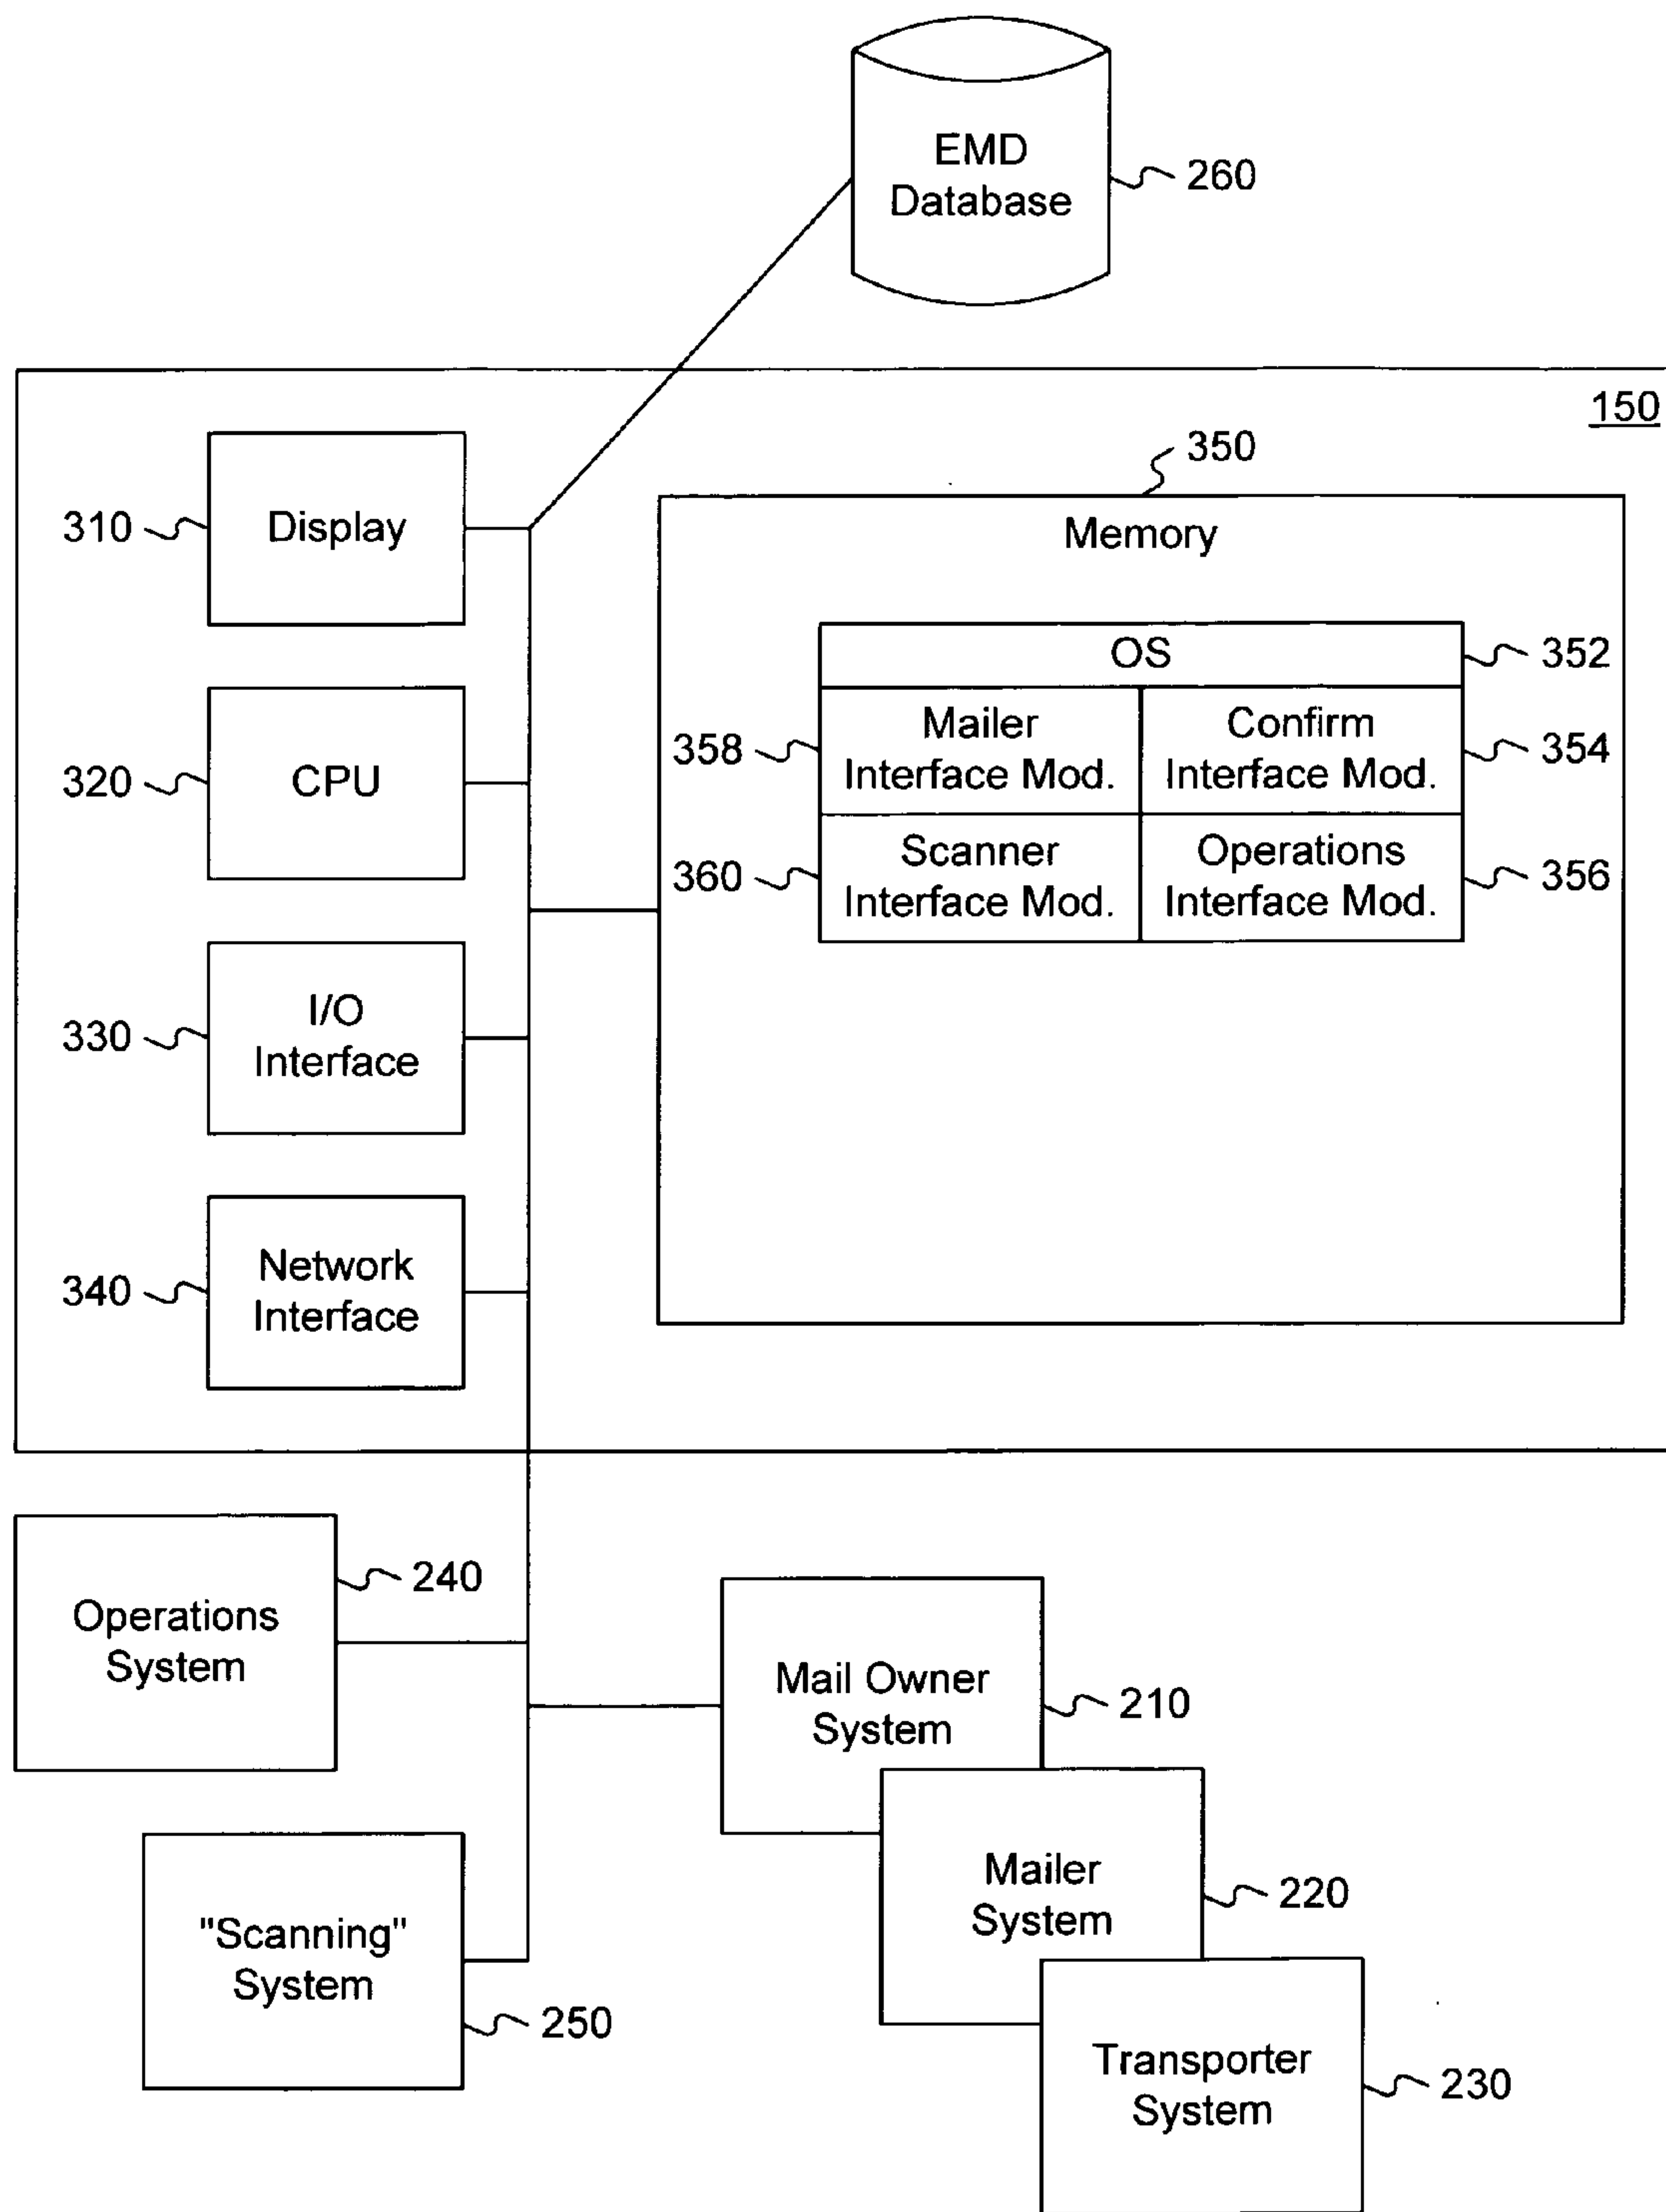 EMD
Database
260
150
350
310
Display
Memory
OS
352
320
CPU
358
Mailer
Interface Mod.
Confirm
Interface Mod.
354
360
Scanner
Interface Mod.
Operations
Interface Mod.
356
330
I/O
Interface
340
Network
Interface
240
Operations
System
Mail Owner
System
210
Mailer
System
220
"Scanning"
System
250
Transporter
System
230